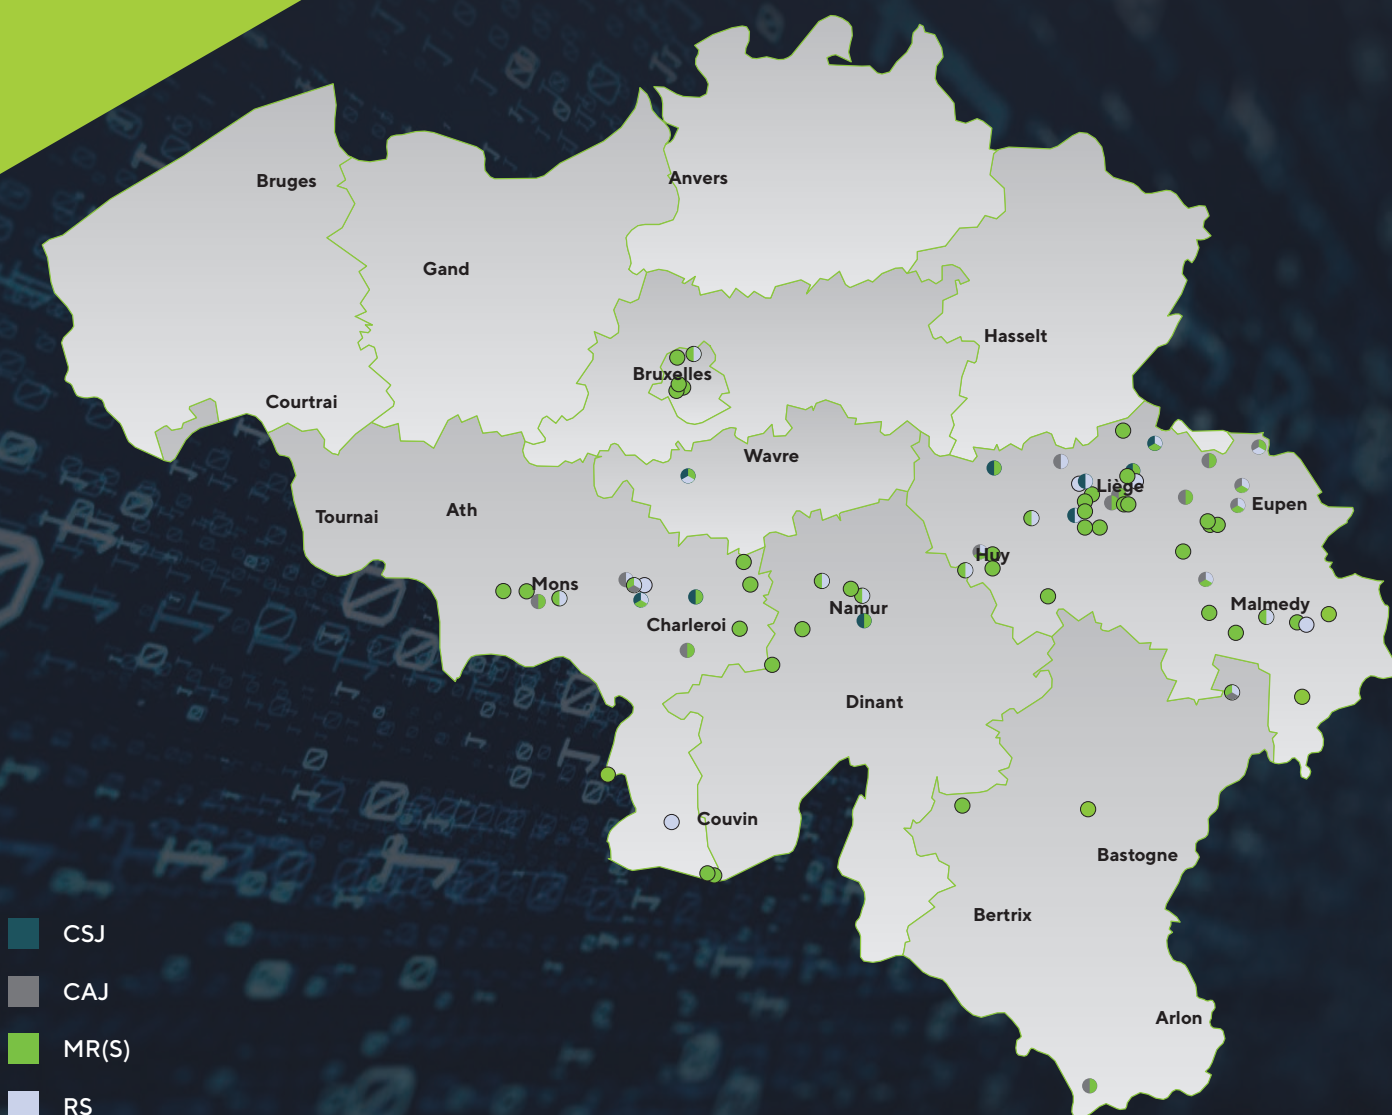 Bruges
Anvers
Gand
Hasselt
Bruxelles
Courtrai
Wavre
Liège
Eupen
Ath
Tournai
Huy
Mons
Malmedy
Namur
Charleroi
Dinant
Couvin
Bastogne
Bertrix
Arlon
CSJ
CAJ
MR(S)
RS